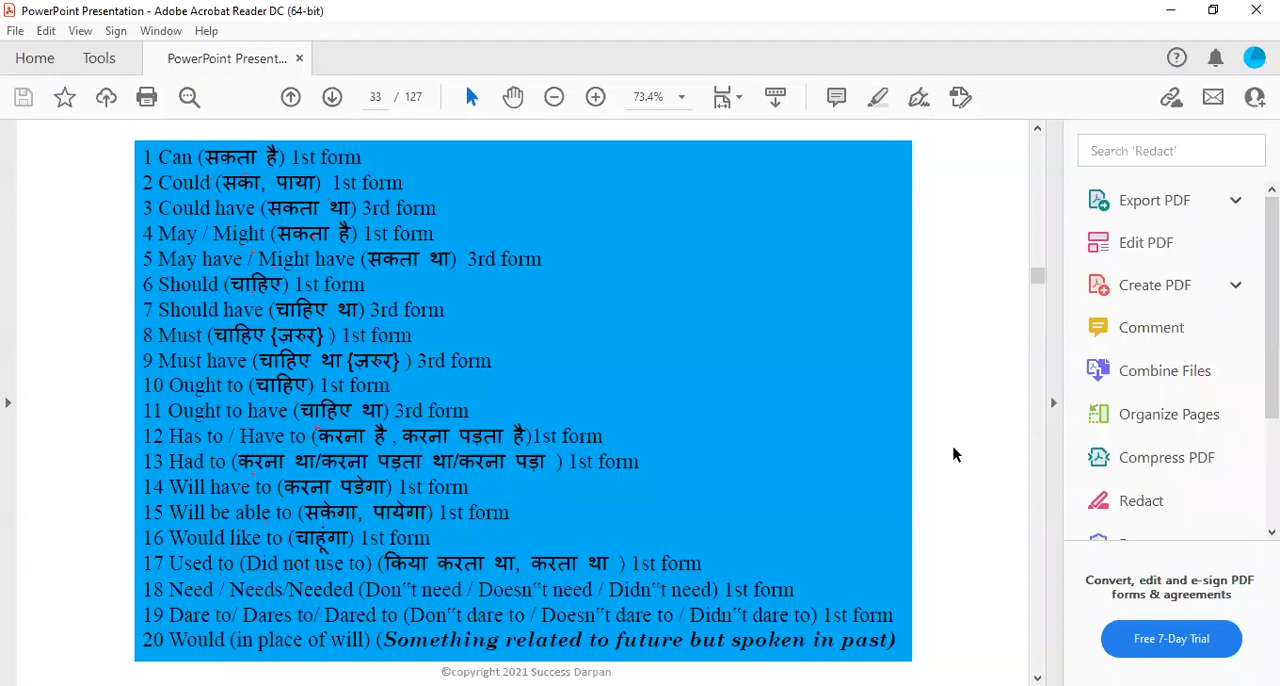 PowerPoint Presentation - Adobe Acrobat Reader DC (64-bit)
File Edit View Sign Window Help
Home Tools PowerPoint Present... ×
33 / 127 73.4%
1 Can (सकता है) 1st form
2 Could (सका, पाया) 1st form
3 Could have (सकता था) 3rd form
4 May / Might (सकता है) 1st form
5 May have / Might have (सकता था) 3rd form
6 Should (चाहिए) 1st form
7 Should have (चाहिए था) 3rd form
8 Must (चाहिए {ज़रुर} ) 1st form
9 Must have (चाहिए था {ज़रुर} ) 3rd form
10 Ought to (चाहिए) 1st form
11 Ought to have (चाहिए था) 3rd form
12 Has to / Have to (करना है , करना पड़ता है)1st form
13 Had to (करना था/करना पड़ता था/करना पड़ा ) 1st form
14 Will have to (करना पडेगा) 1st form
15 Will be able to (सकेगा, पायेगा) 1st form
16 Would like to (चाहूंगा) 1st form
17 Used to (Did not use to) (किया करता था, करता था ) 1st form
18 Need / Needs/Needed (Don‟t need / Doesn‟t need / Didn‟t need) 1st form
19 Dare to/ Dares to/ Dared to (Don‟t dare to / Doesn‟t dare to / Didn‟t dare to) 1st form
20 Would (in place of will) (Something related to future but spoken in past)
©copyright 2021 Success Darpan
Search 'Redact'
Export PDF
Edit PDF
Create PDF
Comment
Combine Files
Organize Pages
Compress PDF
Redact
Convert, edit and e-sign PDF
forms & agreements
Free 7-Day Trial